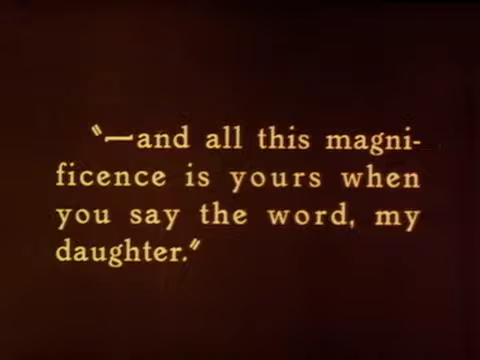 "—and all this magni-
ficence is yours when
you say the word, my
daughter."